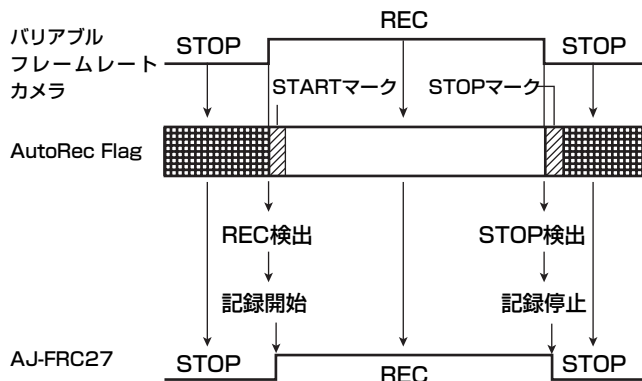 REC
バリアブル
フレームレート
カメラ
STOP
STOP
STARTマーク
STOPマーク
AutoRec Flag
REC検出
STOP検出
記録開始
記録停止
AJ-FRC27
STOP
REC
STOP